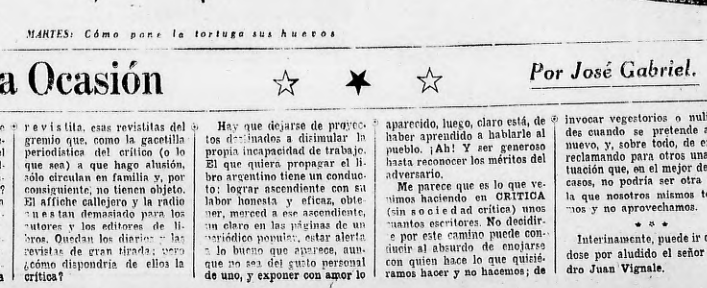 MARTES: Cómo pone la tortuga sus huevos
a Ocasión
Por José Gabriel.
revistita, esas revistitas del
gremio que, como la gacetilla
periodística del crítico (o lo
que sea) a que hago alusión,
sólo circulan en familia y, por
consiguiente, no tienen objeto.
El affiche callejero y la radio
cuestan demasiado para los
autores y los editores de li-
bros. Quedan los diarios y las
revistas de gran tirada; pero
¿cómo dispondría de ellos la
crítica?
Hay que dejarse de proyec-
tos destinados a disimular la
propia incapacidad de trabajo.
El que quiera propagar el li-
bro argentino tiene un conduc-
to: lograr ascendiente con su
labor honesta y eficaz, obte-
ner, merced a ese ascendiente,
un claro en las páginas de un
periódico popular, estar alerta
a lo bueno que aparece, aun-
que no sea del gusto personal
de uno, y exponer con amor lo
aparecido, luego, claro está, de
haber aprendido a hablarle al
pueblo. ¡Ah! Y ser generoso
hasta reconocer los méritos del
adversario.
Me parece que es lo que ve-
nimos haciendo en CRITICA
(sin sociedad crítica) unos
cuantos escritores. No decidir-
se por este camino puede con-
ducir al absurdo de enojarse
con quien hace lo que quisié-
ramos hacer y no hacemos; de
invocar vegestorios o
des cuando se pretende
nuevo, y, sobre todo, de
reclamando para otros una
tuación que, en el mejor de
casos, no podría ser otra
la que nosotros mismos
mos y no aprovechamos.
* * *
Interinamente, puede ir
dose por aludido el señor
dro Juan Vignale.